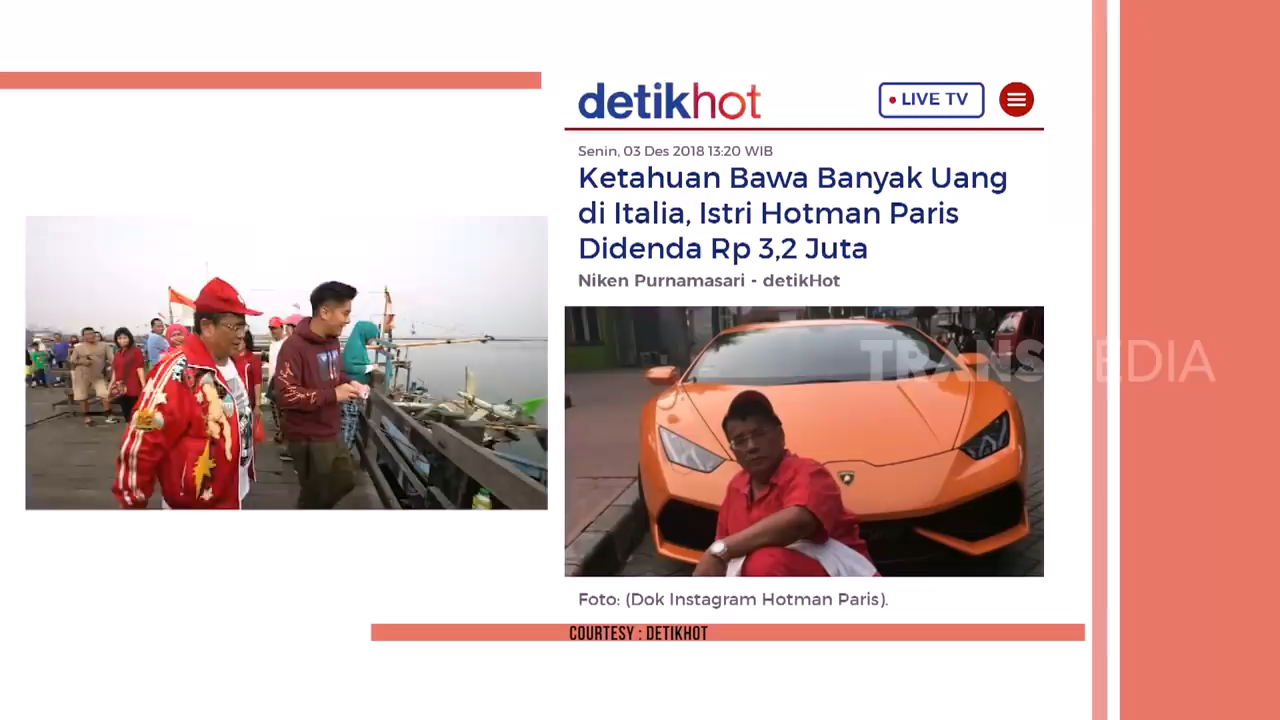 detikhot
LIVE TV
Senin, 03 Des 2018 13:20 WIB
Ketahuan Bawa Banyak Uang
di Italia, Istri Hotman Paris
Didenda Rp 3,2 Juta
Niken Purnamasari - detikHot
TRANSMEDIA
Foto: (Dok Instagram Hotman Paris).
COURTESY : DETIKHOT